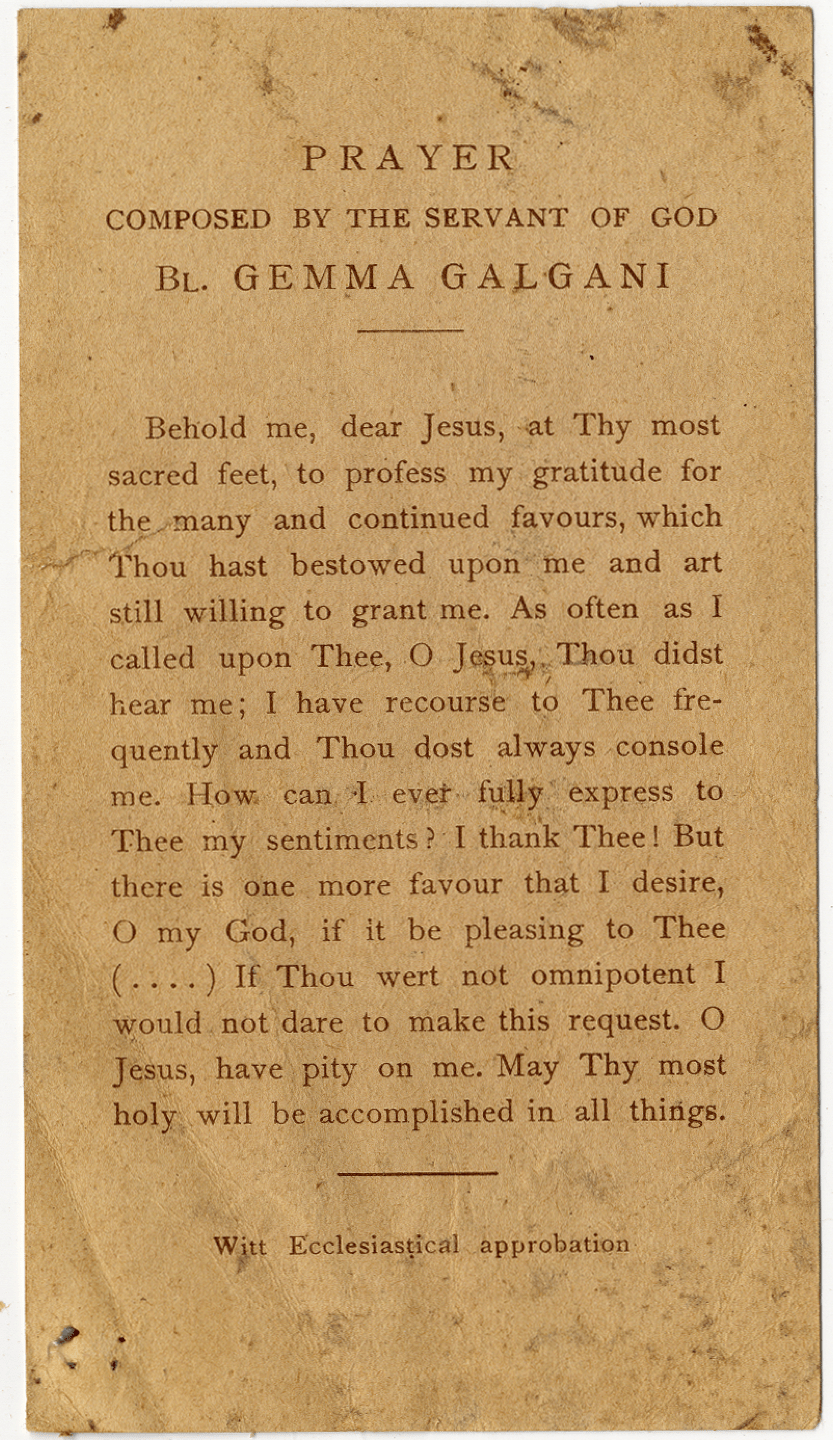 PRAYER
COMPOSED BY THE SERVANT OF GOD
BL. GEMMA GALGANI
Behold me, dear Jesus, at Thy most
sacred feet, to profess my gratitude for
the many and continued favours, which
Thou hast bestowed upon me and art
still willing to grant me. As often as I
called upon Thee, O Jesus, Thou didst
hear me; I have recourse to Thee fre-
quently and Thou dost always console
me. How can I ever fully express to
Thee my sentiments? I thank Thee! But
there is one more favour that I desire,
O my God, if it be pleasing to Thee
(....) If Thou wert not omnipotent I
would not dare to make this request. O
Jesus, have pity on me. May Thy most
holy will be accomplished in all things.
Witt Ecclesiastical approbation